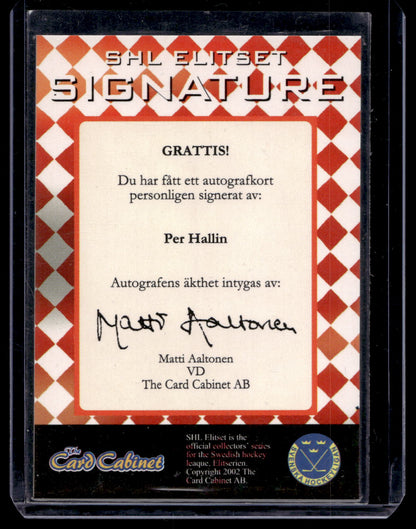 SHL ELITSET
SIGNATURE
GRATTIS!
Du har fått ett autografkort
personligen signerat av:
Per Hallin
Autografens äkthet intygas av:
Matti Aaltonen
Matti Aaltonen
VD
The Card Cabinet AB
The
Card Cabinet
SHL Elitset is the
official collectors' series
for the Swedish hockey
league, Elitserien.
Copyright 2002 The
Card Cabinet AB.
SVENSKA HOCKEYLIGAN